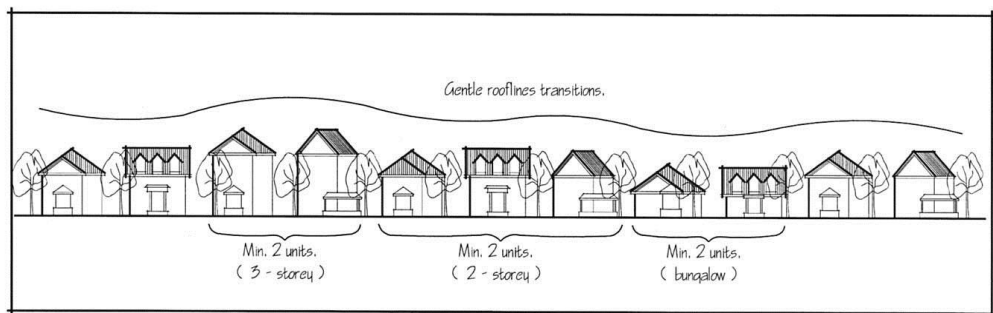 Gentle rooflines transitions.
Min. 2 units.
( 3 - storey )
Min. 2 units.
( 2 - storey )
Min. 2 units.
( bungalow )